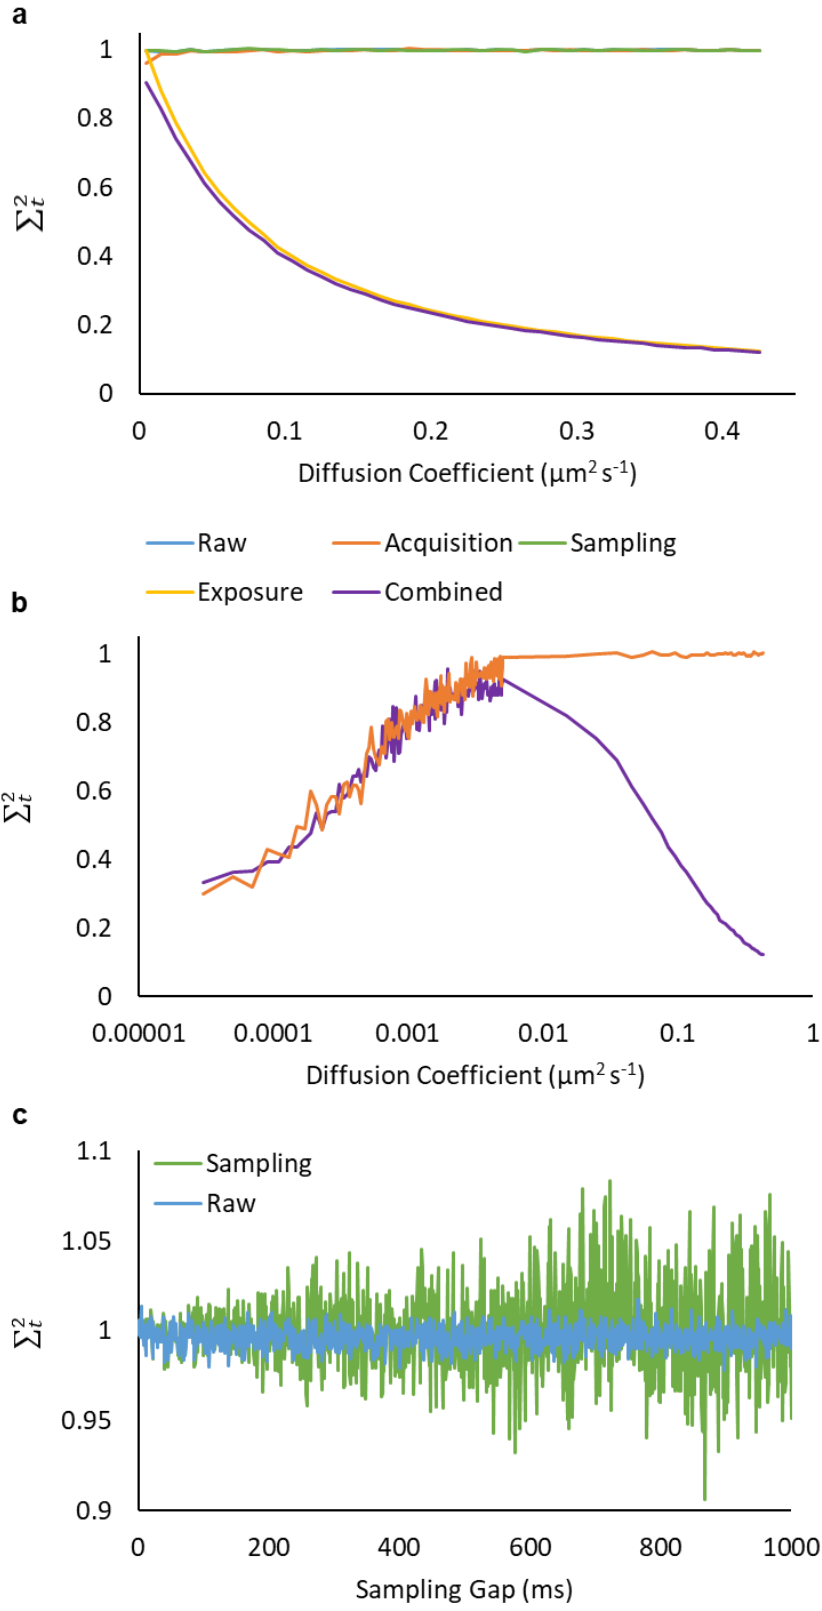 a
1
0.8
0.6
0.4
0.2
0
Σ²ₜ
0 0.1 0.2 0.3 0.4
Diffusion Coefficient (μm² s⁻¹)
Raw Acquisition Sampling
Exposure Combined
b
1
0.8
0.6
0.4
0.2
0
Σ²ₜ
0.00001 0.0001 0.001 0.01 0.1 1
Diffusion Coefficient (μm² s⁻¹)
c
Sampling
Raw
1.1
1.05
1
0.95
0.9
Σ²ₜ
0 200 400 600 800 1000
Sampling Gap (ms)